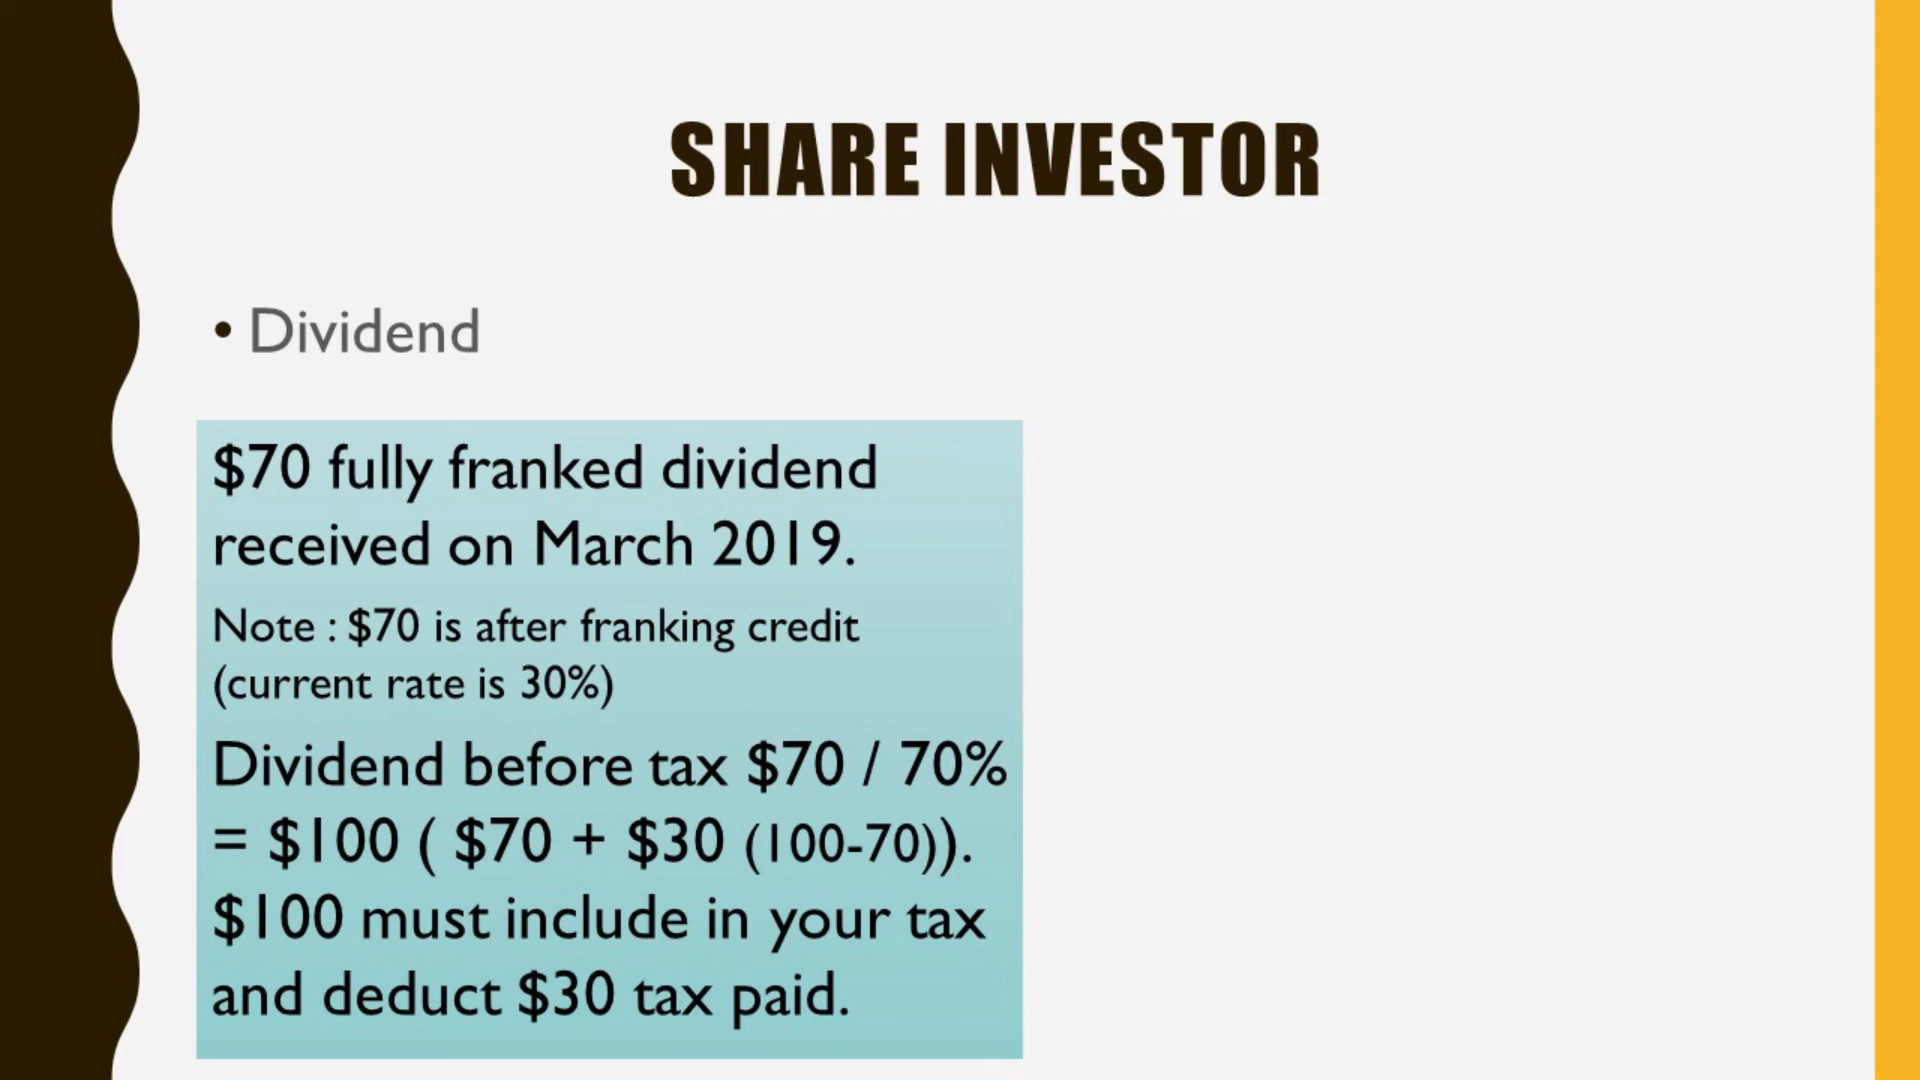 SHARE INVESTOR
• Dividend
$70 fully franked dividend
received on March 2019.
Note : $70 is after franking credit
(current rate is 30%)
Dividend before tax $70 / 70%
= $100 ( $70 + $30 (100-70)).
$100 must include in your tax
and deduct $30 tax paid.